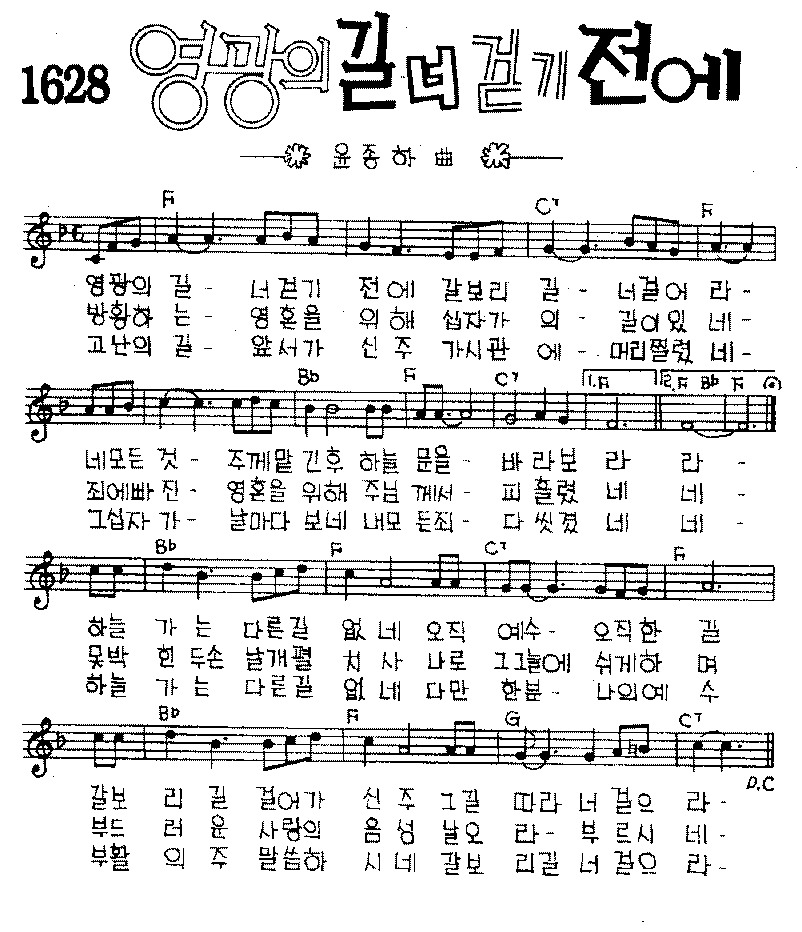 1628 영광의 길 너 걷기 전에
윤종하 曲
F C7 F
영광의 길 - 너걷기 전에 갈보리 길 - 너걸어 라 -
방황하 는 - 영혼을 위해 십자가 의 - 길이있 네 -
고난의 길 - 앞서가 신주 가시관 에 - 머리찔렸 네 -
Bb F C7 1.F 2.F Bb F
네모든 것 - 주께맡 긴후 하늘 문을 - 바라보 라 라 -
죄에빠 진 - 영혼을 위해 주님 께서 - 피흘렸 네 네 -
그십자 가 - 날마다 보네 내모 든죄 - 다씻겼 네 네 -
Bb F C7 F
하늘 가는 다른길 없네 오직 예수 - 오직한 길
못박 힌두손 날개펼 치사 나로 그그늘에 쉬게하 며
하늘 가는 다른길 없네 다만 한분 - 나의예 수
Bb F G C7
D.C
갈보 리길 걸어가 신주 그길 따라 너걸으 라 -
부드 러운 사랑의 음성 날오 라 - 부르시 네 -
부활 의주 말씀하 시네 갈보 리길 너걸으 라 -